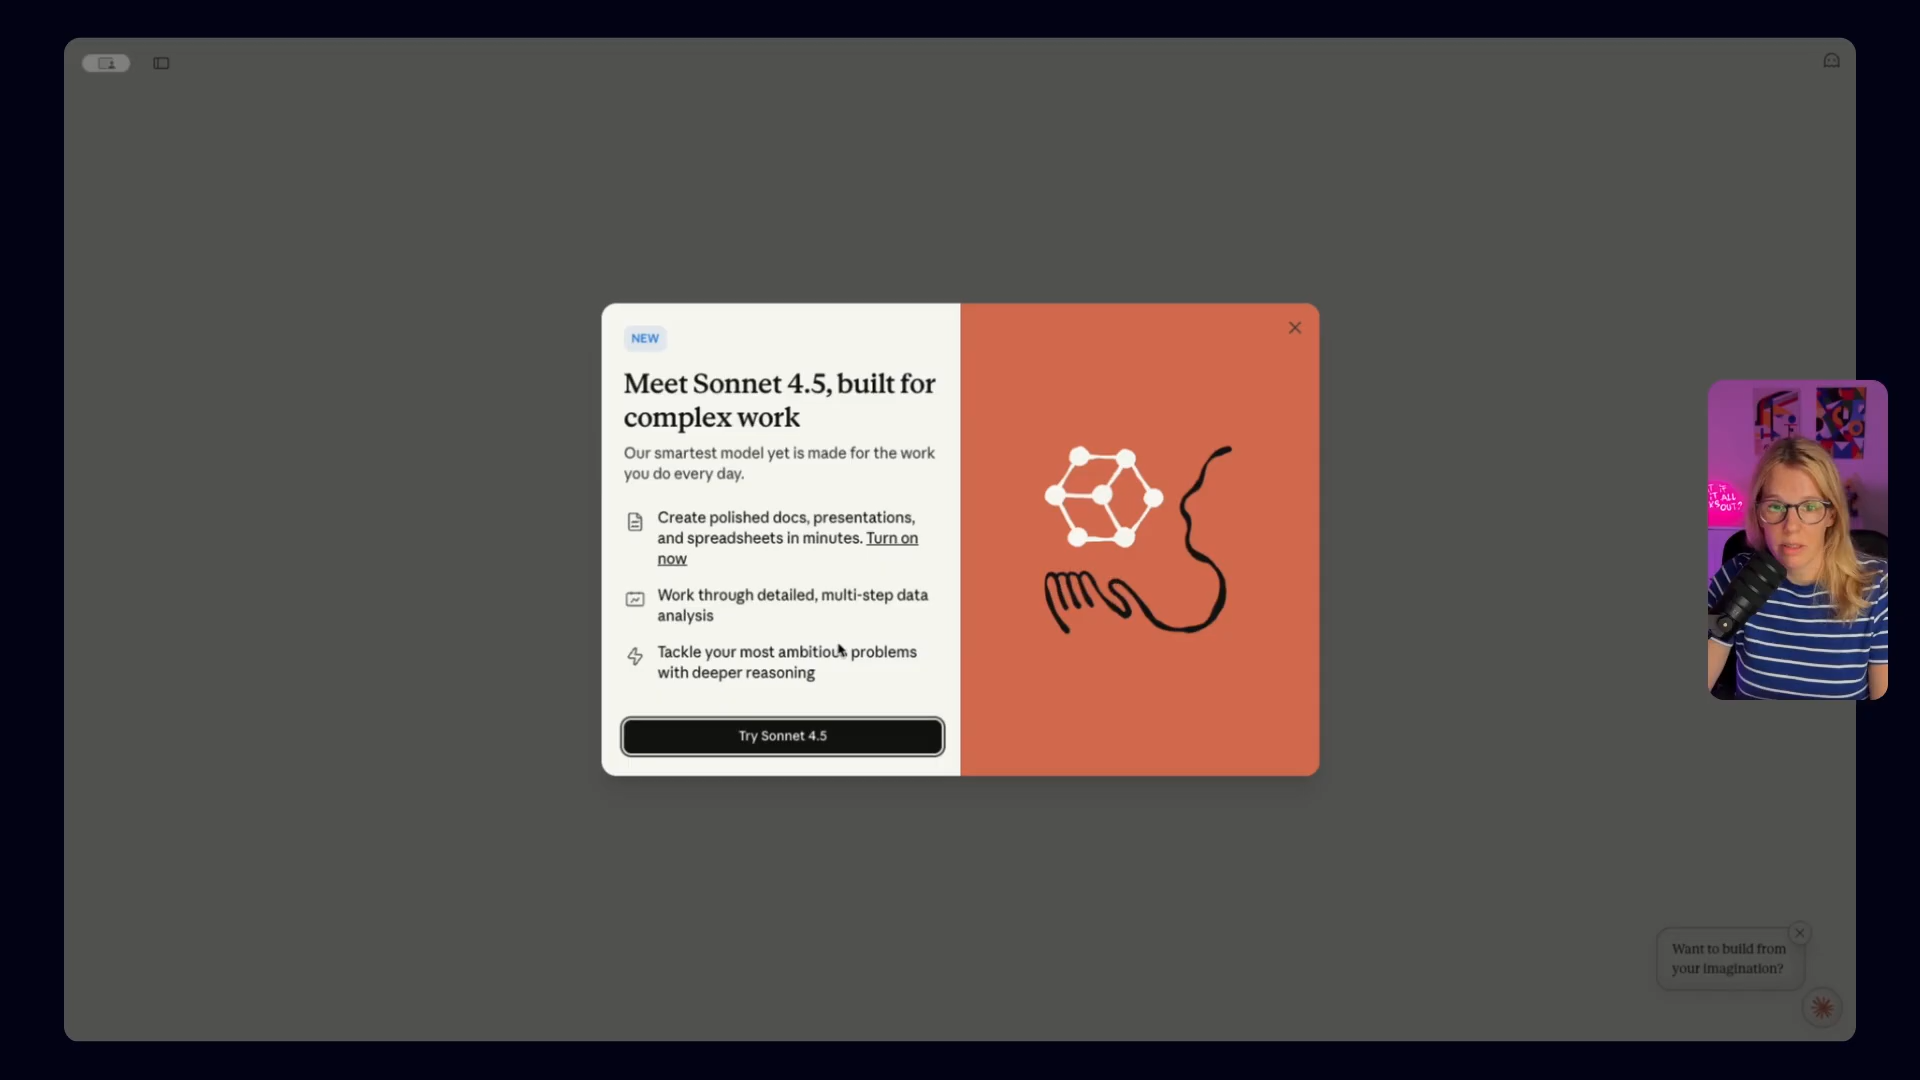 NEW
Meet Sonnet 4.5, built for
complex work
Our smartest model yet is made for the work
you do every day.
Create polished docs, presentations,
and spreadsheets in minutes. Turn on
now
Work through detailed, multi-step data
analysis
Tackle your most ambitious problems
with deeper reasoning
Try Sonnet 4.5
IT ALL
Want to build from
your imagination?